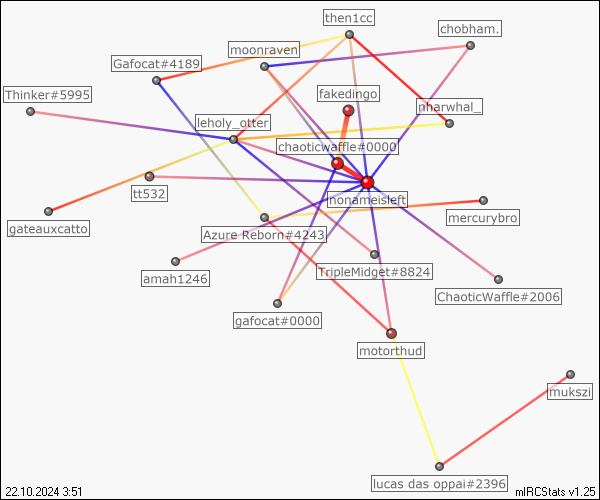 then1cc
chobham.
moonraven
Gafocat#4189
Thinker#5995
fakedingo
nharwhal_
leholy_otter
chaoticwaffle#0000
tt532
nonameisleft
mercurybro
gateauxcatto
Azure Reborn#4243
amah1246
TripleMidget#8824
ChaoticWaffle#2006
gafocat#0000
motorthud
mukszi
lucas das oppai#2396
22.10.2024 3:51
mIRCStats v1.25